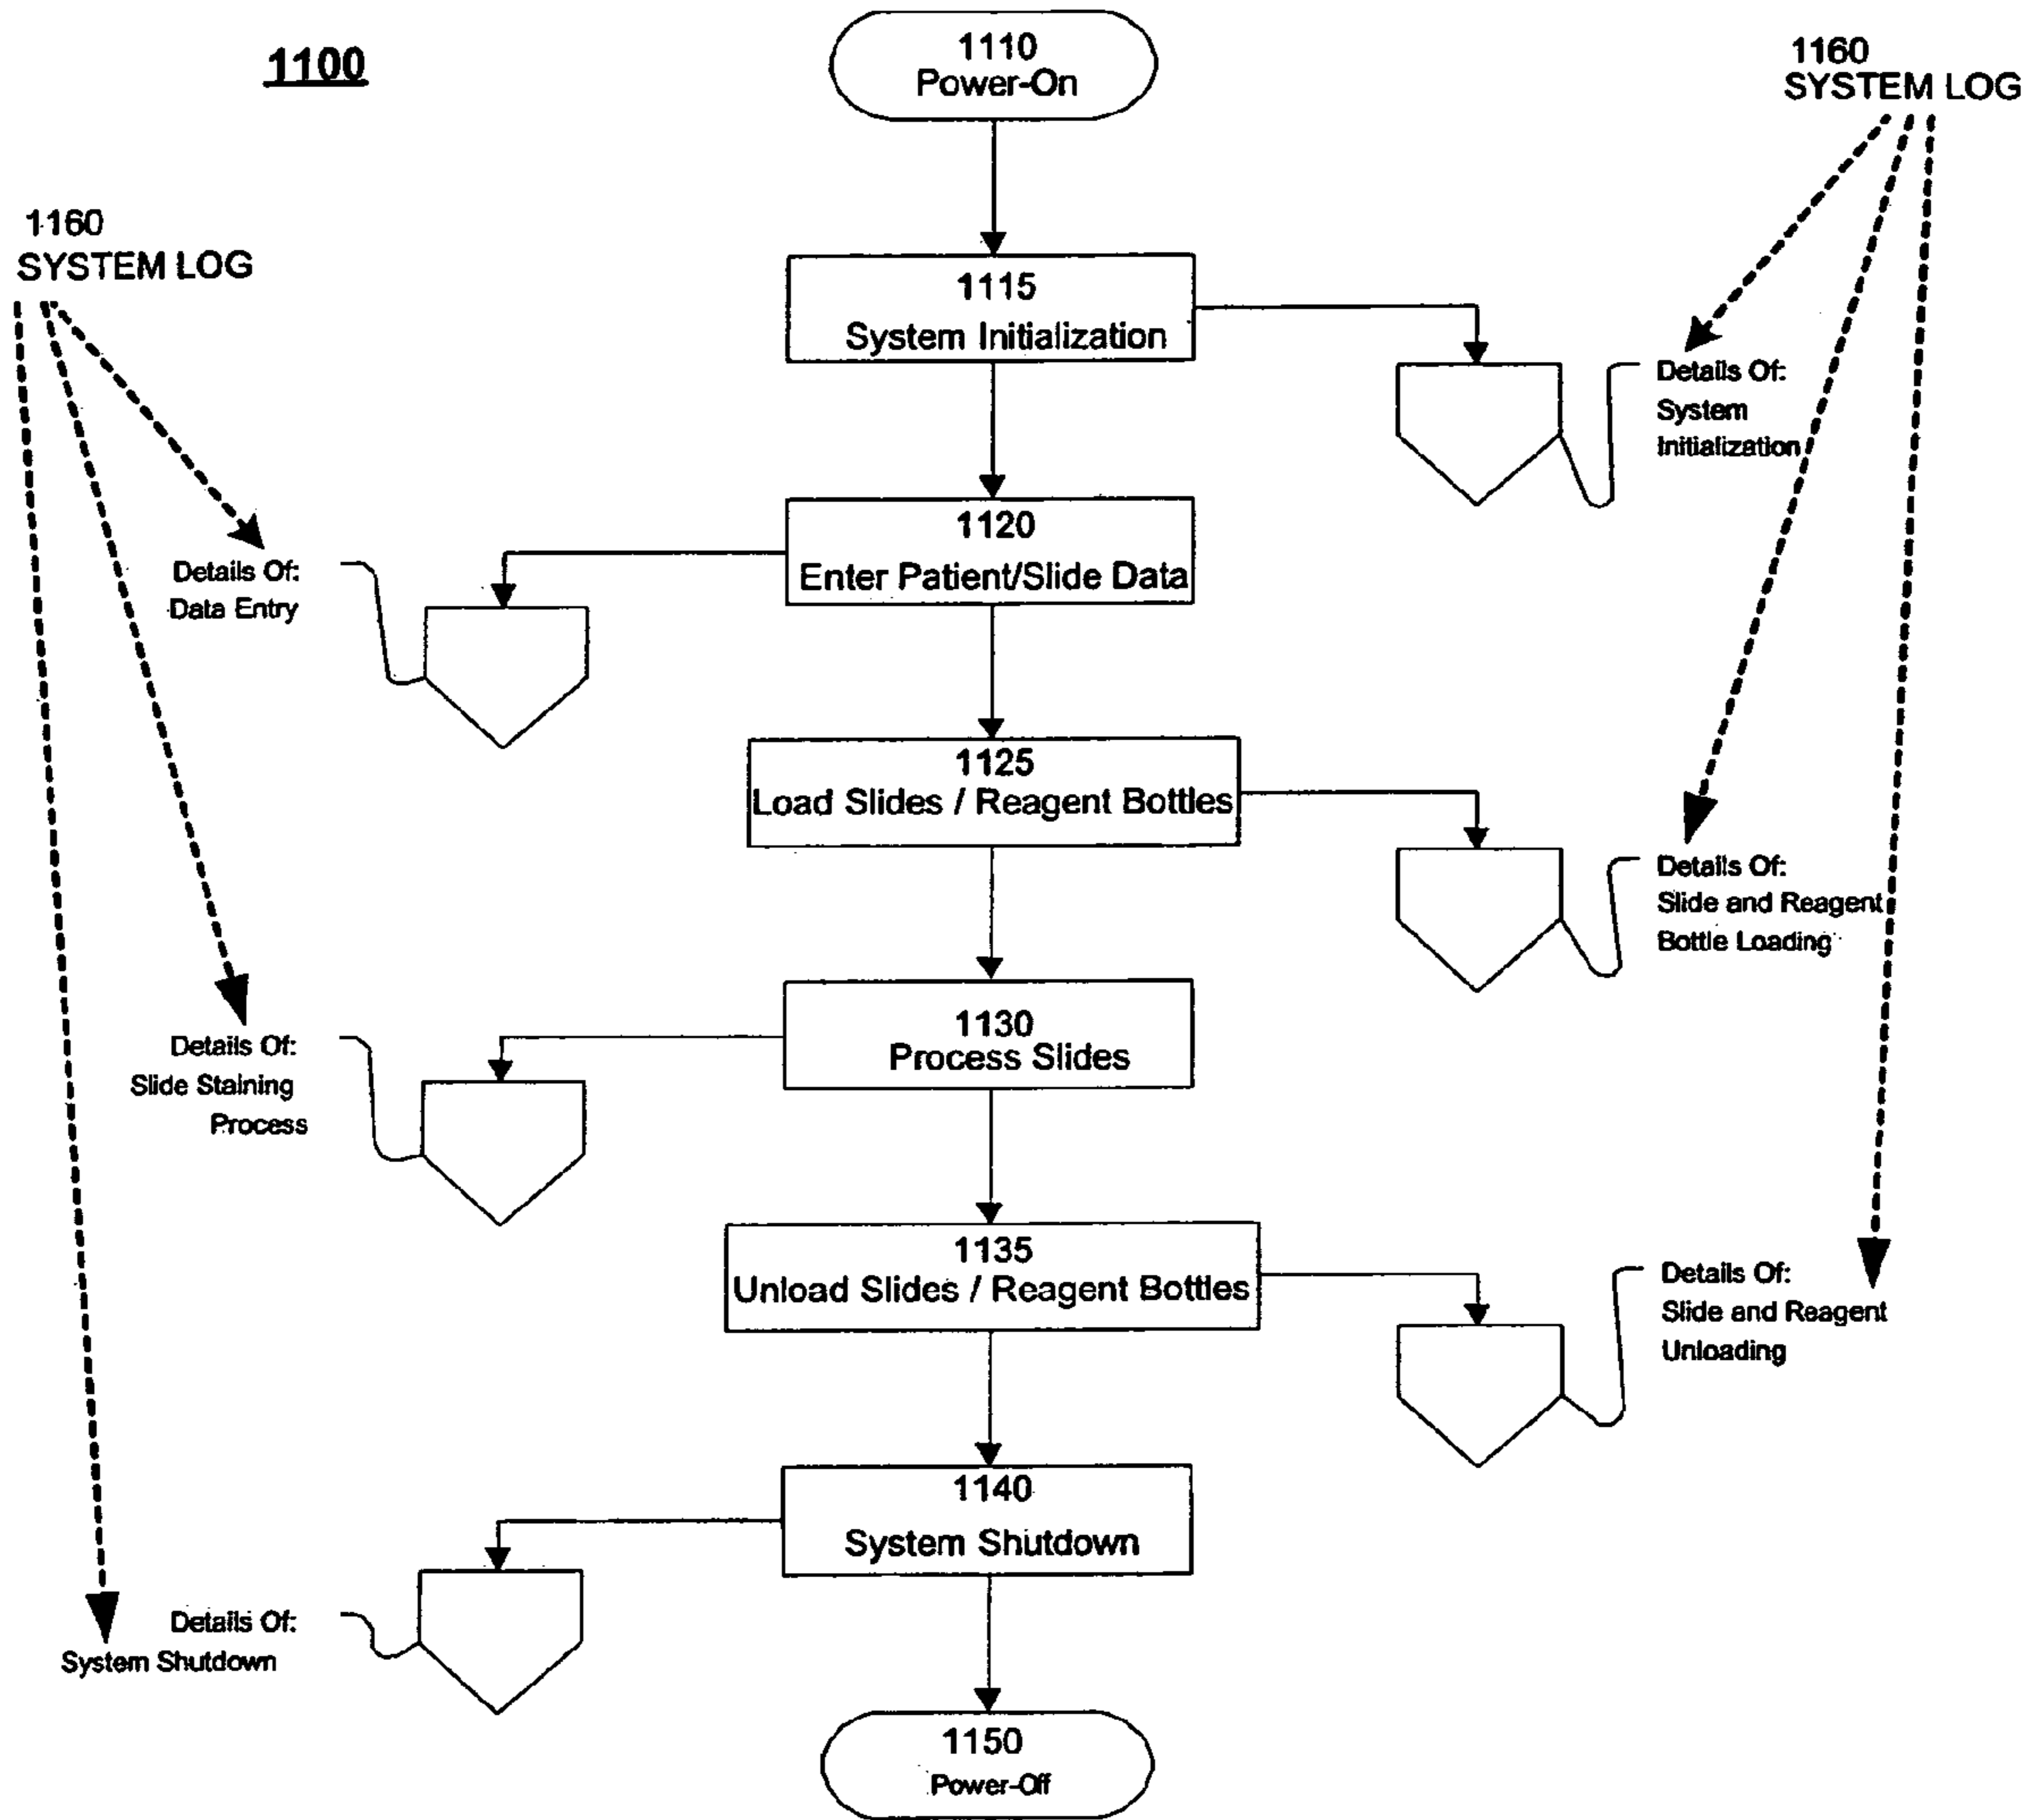 1100
1110
Power-On
1160
SYSTEM LOG
1160
SYSTEM LOG
1115
System Initialization
Details Of:
System
Initialization
1120
Enter Patient/Slide Data
Details Of:
Data Entry
1125
Load Slides / Reagent Bottles
Details Of:
Slide and Reagent
Bottle Loading
1130
Process Slides
Details Of:
Slide Staining
Process
1135
Unload Slides / Reagent Bottles
Details Of:
Slide and Reagent
Unloading
1140
System Shutdown
Details Of:
System Shutdown
1150
Power-Off